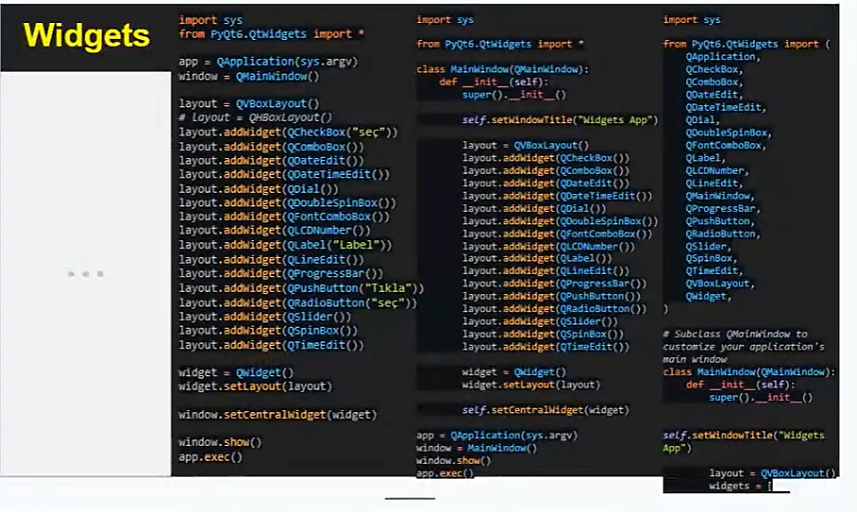 Widgets
import sys
from PyQt6.QtWidgets import *
app = QApplication(sys.argv)
window = QMainWindow()
layout = QVBoxLayout()
# layout = QHBoxLayout()
layout.addWidget(QCheckBox("seç"))
layout.addWidget(QComboBox())
layout.addWidget(QDateEdit())
layout.addWidget(QDateTimeEdit())
layout.addWidget(QDial())
layout.addWidget(QDoubleSpinBox())
layout.addWidget(QFontComboBox())
layout.addWidget(QLCDNumber())
layout.addWidget(QLabel("Label"))
layout.addWidget(QLineEdit())
layout.addWidget(QProgressBar())
layout.addWidget(QPushButton("Tıkla"))
layout.addWidget(QRadioButton("seç"))
layout.addWidget(QSlider())
layout.addWidget(QSpinBox())
layout.addWidget(QTimeEdit())
widget = QWidget()
widget.setLayout(layout)
window.setCentralWidget(widget)
window.show()
app.exec()
import sys
from PyQt6.QtWidgets import *
class MainWindow(QMainWindow):
def __init__(self):
super().__init__()
self.setWindowTitle("Widgets App")
layout = QVBoxLayout()
layout.addWidget(QCheckBox())
layout.addWidget(QComboBox())
layout.addWidget(QDateEdit())
layout.addWidget(QDateTimeEdit())
layout.addWidget(QDial())
layout.addWidget(QDoubleSpinBox())
layout.addWidget(QFontComboBox())
layout.addWidget(QLCDNumber())
layout.addWidget(QLabel())
layout.addWidget(QLineEdit())
layout.addWidget(QProgressBar())
layout.addWidget(QPushButton())
layout.addWidget(QRadioButton())
layout.addWidget(QSlider())
layout.addWidget(QSpinBox())
layout.addWidget(QTimeEdit())
widget = QWidget()
widget.setLayout(layout)
self.setCentralWidget(widget)
app = QApplication(sys.argv)
window = MainWindow()
window.show()
app.exec()
import sys
from PyQt6.QtWidgets import (
QApplication,
QCheckBox,
QComboBox,
QDateEdit,
QDateTimeEdit,
QDial,
QDoubleSpinBox,
QFontComboBox,
QLabel,
QLCDNumber,
QLineEdit,
QMainWindow,
QProgressBar,
QPushButton,
QRadioButton,
QSlider,
QSpinBox,
QTimeEdit,
QVBoxLayout,
QWidget,
)
# Subclass QMainWindow to
customize your application's
main window
class MainWindow(QMainWindow):
def __init__(self):
super().__init__()
self.setWindowTitle("Widgets
App")
layout = QVBoxLayout()
widgets = [